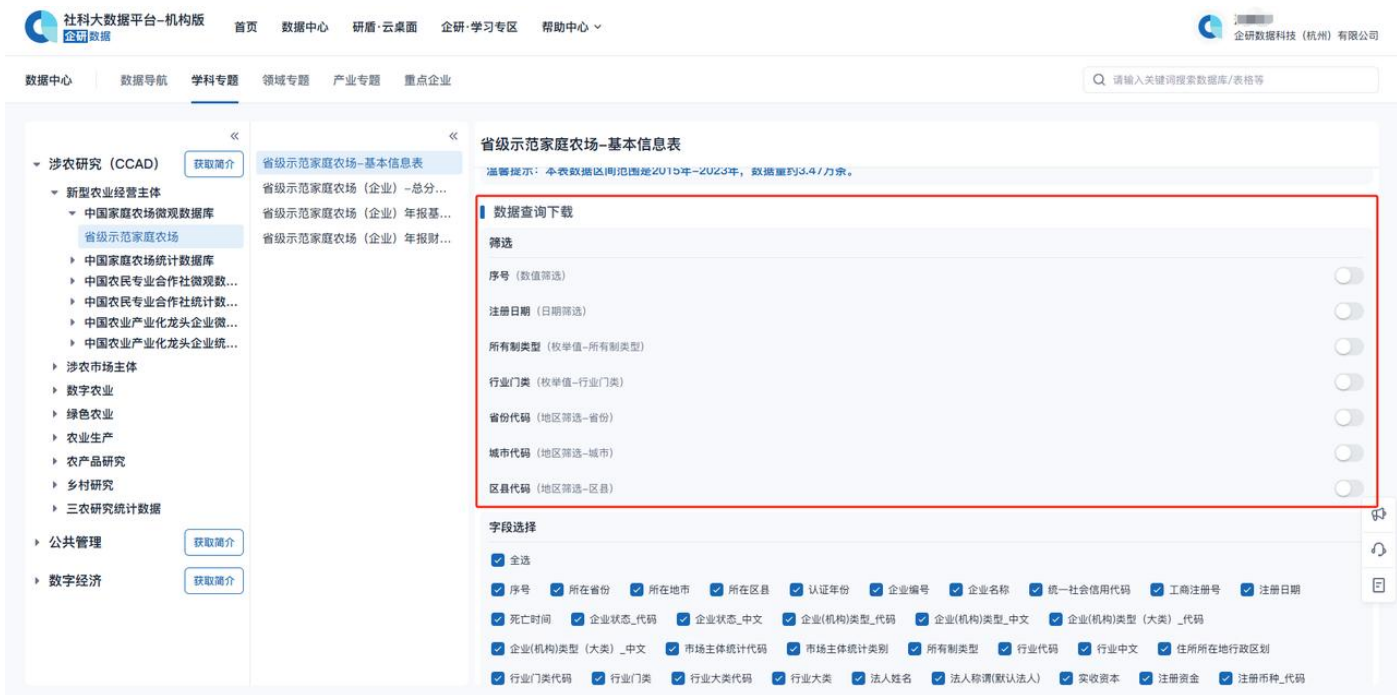 社科大数据平台-机构版
企研数据
首页 数据中心 研盾·云桌面 企研·学习专区 帮助中心
企研数据科技（杭州）有限公司
数据中心 数据导航 学科专题 领域专题 产业专题 重点企业
请输入关键词搜索数据库/表格等
涉农研究（CCAD） 获取简介
新型农业经营主体
中国家庭农场微观数据库
省级示范家庭农场
中国家庭农场统计数据库
中国农民专业合作社微观数...
中国农民专业合作社统计数...
中国农业产业化龙头企业微...
中国农业产业化龙头企业统...
涉农市场主体
数字农业
绿色农业
农业生产
农产品研究
乡村研究
三农研究统计数据
公共管理 获取简介
数字经济 获取简介
省级示范家庭农场-基本信息表
省级示范家庭农场（企业）-总分...
省级示范家庭农场（企业）年报基...
省级示范家庭农场（企业）年报财...
省级示范家庭农场-基本信息表
温馨提示：本表数据区间范围是2015年-2023年，数据量约3.47万条。
数据查询下载
筛选
序号（数值筛选）
注册日期（日期筛选）
所有制类型（枚举值-所有制类型）
行业门类（枚举值-行业门类）
省份代码（地区筛选-省份）
城市代码（地区筛选-城市）
区县代码（地区筛选-区县）
字段选择
全选
序号 所在省份 所在地市 所在区县 认证年份 企业编号 企业名称 统一社会信用代码 工商注册号 注册日期
死亡时间 企业状态_代码 企业状态_中文 企业(机构)类型_代码 企业(机构)类型_中文 企业(机构)类型（大类）_代码
企业(机构)类型（大类）_中文 市场主体统计代码 市场主体统计类别 所有制类型 行业代码 行业中文 住所所在地行政区划
行业门类代码 行业门类 行业大类代码 行业大类 法人姓名 法人称谓(默认法人) 实收资本 注册资金 注册币种_代码